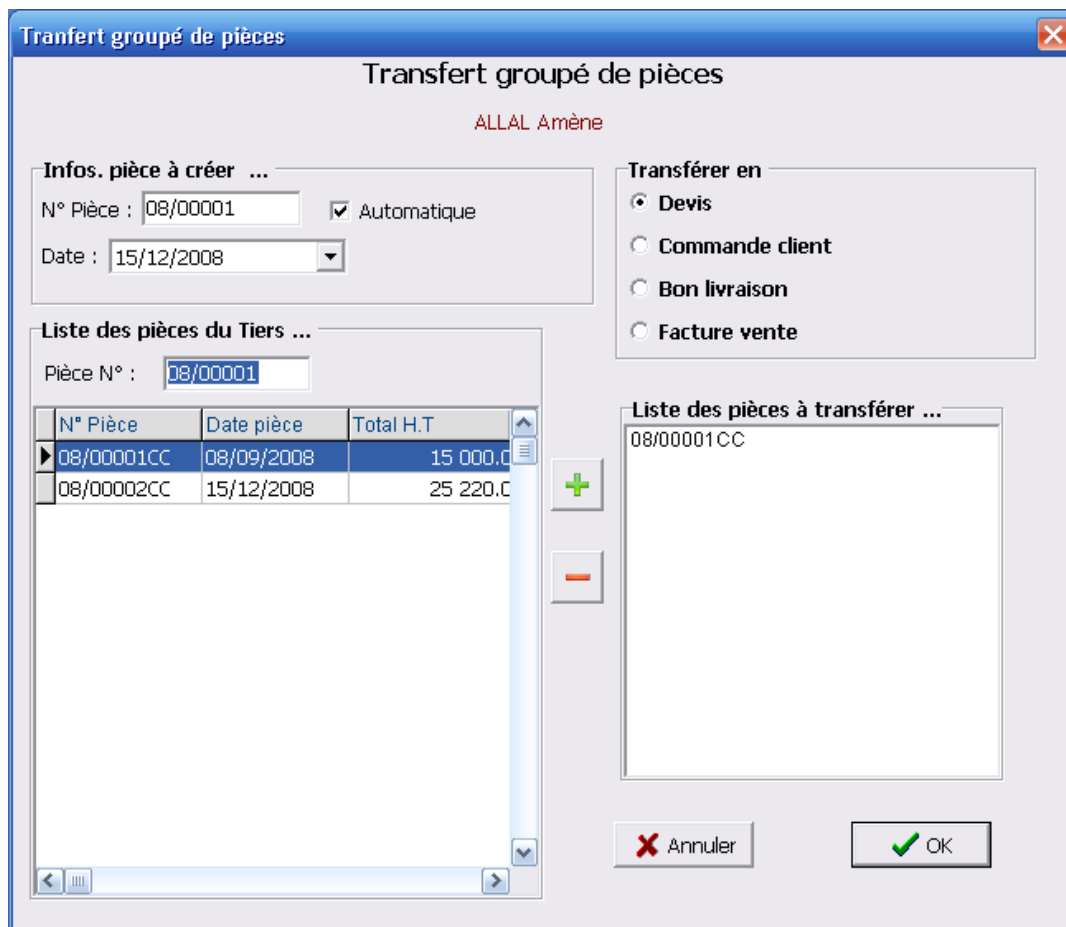 Tranfert groupé de pièces
Transfert groupé de pièces
ALLAL Amène
Infos. pièce à créer ...
N° Pièce : 08/00001 Automatique
Date : 15/12/2008
Transférer en
Devis
Commande client
Bon livraison
Facture vente
Liste des pièces du Tiers ...
Pièce N° : 08/00001
N° Pièce Date pièce Total H.T
08/00001CC 08/09/2008 15 000.0
08/00002CC 15/12/2008 25 220.0
Liste des pièces à transférer ...
08/00001CC
Annuler
OK